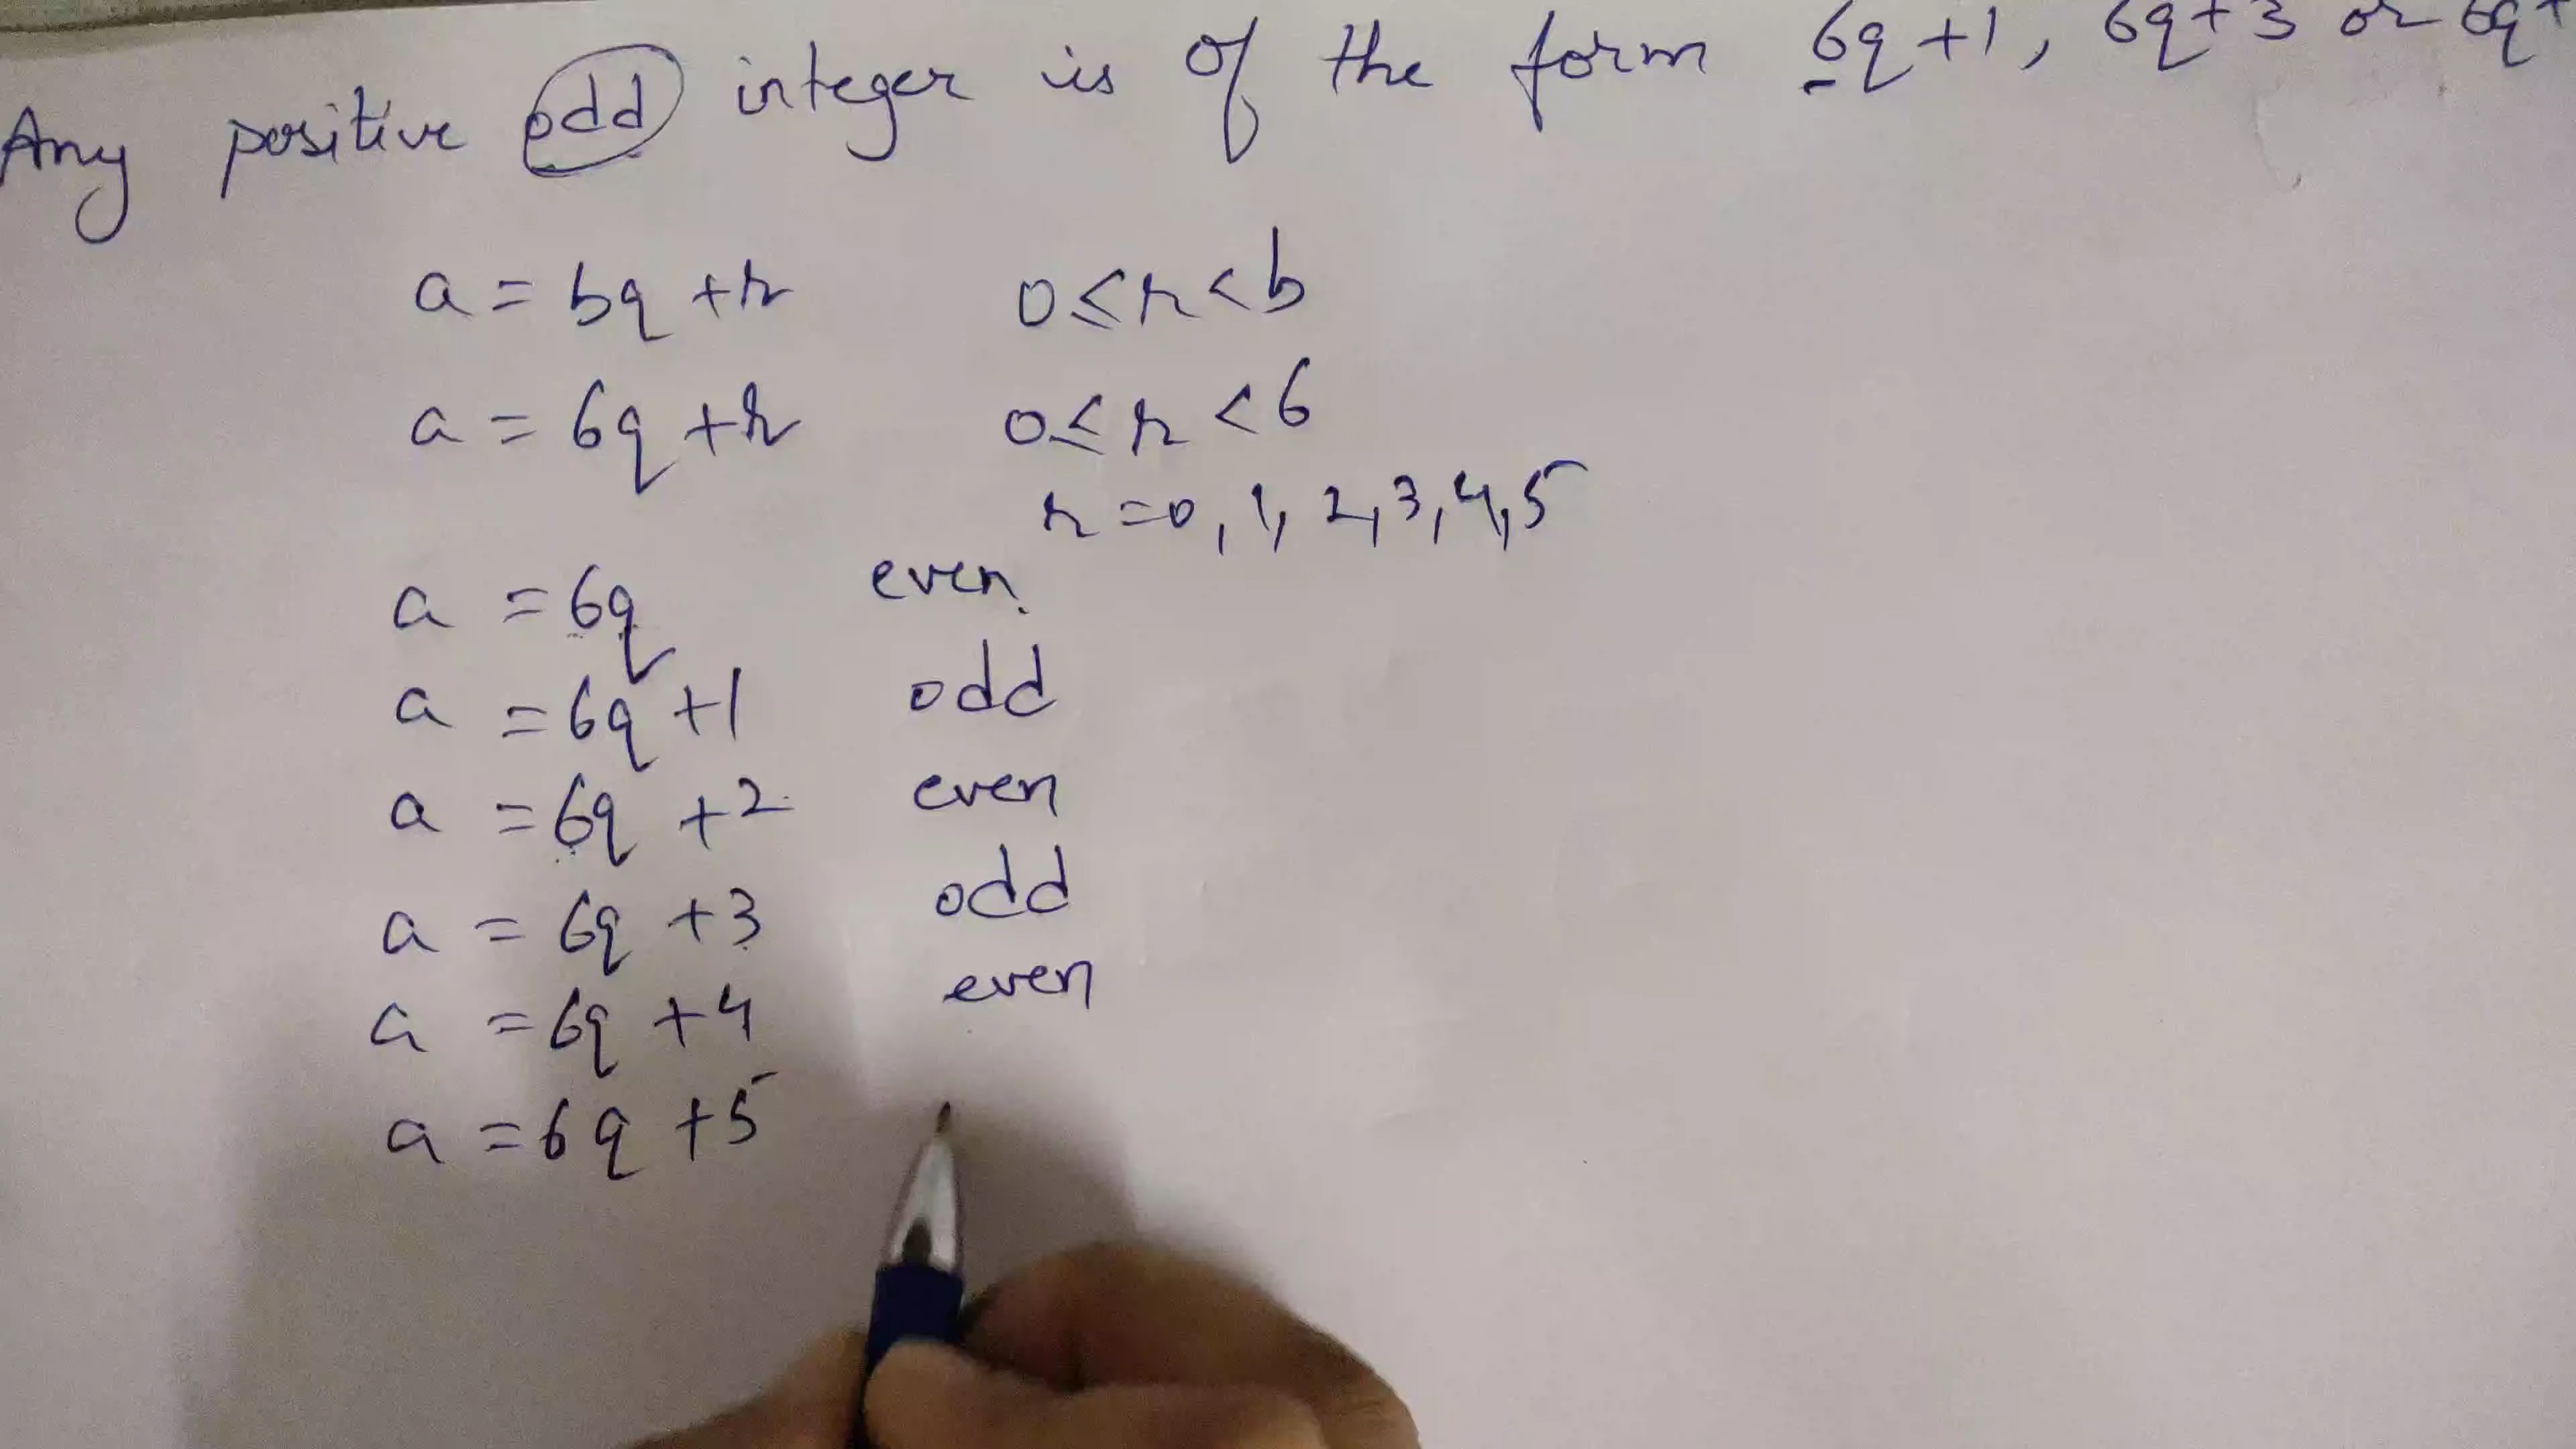 Any positive odd integer is of the form 6q+1, 6q+3 or 6q+
a = bq +r 0≤r<b
a = 6q +r 0≤r<6
r=0, 1, 2, 3, 4, 5
a = 6q even.
a = 6q +1 odd
a = 6q +2 even
a = 6q +3 odd
a = 6q +4 even
a = 6q +5